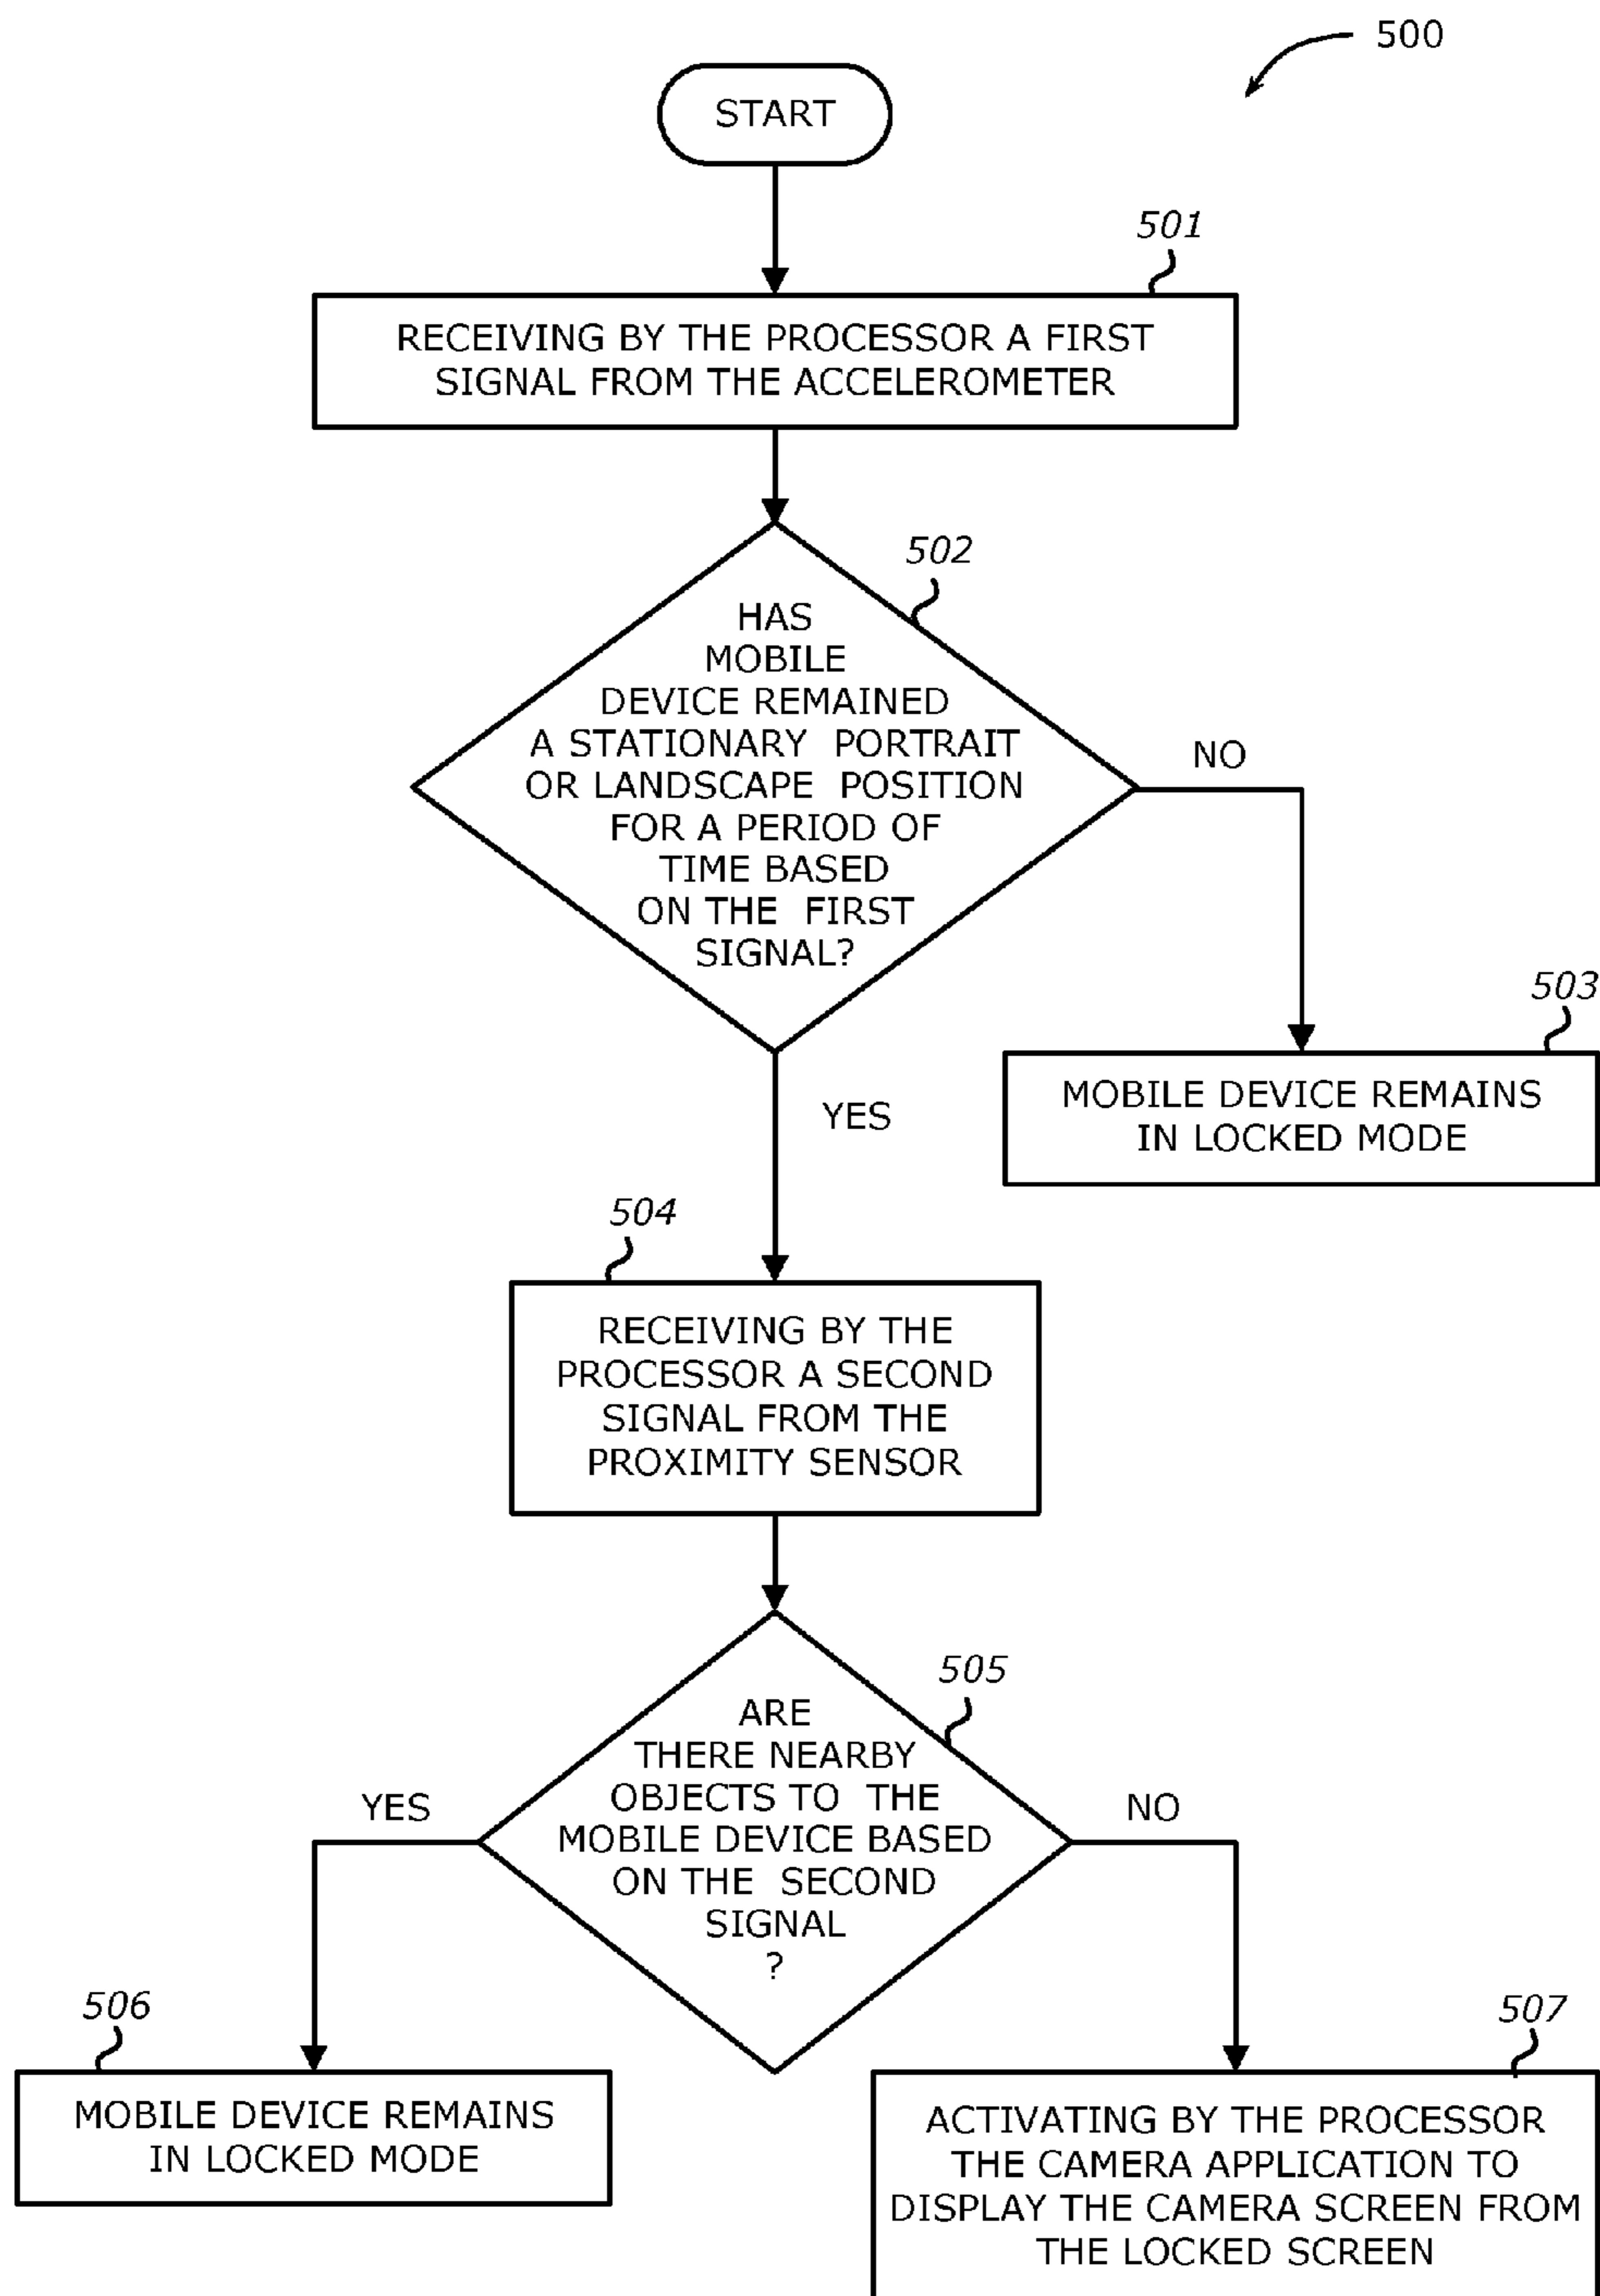 500
START
501
RECEIVING BY THE PROCESSOR A FIRST
SIGNAL FROM THE ACCELEROMETER
502
HAS
MOBILE
DEVICE REMAINED
A STATIONARY PORTRAIT
OR LANDSCAPE POSITION
FOR A PERIOD OF
TIME BASED
ON THE FIRST
SIGNAL?
NO
503
MOBILE DEVICE REMAINS
IN LOCKED MODE
YES
504
RECEIVING BY THE
PROCESSOR A SECOND
SIGNAL FROM THE
PROXIMITY SENSOR
505
ARE
THERE NEARBY
OBJECTS TO THE
MOBILE DEVICE BASED
ON THE SECOND
SIGNAL
?
YES
NO
506
MOBILE DEVICE REMAINS
IN LOCKED MODE
507
ACTIVATING BY THE PROCESSOR
THE CAMERA APPLICATION TO
DISPLAY THE CAMERA SCREEN FROM
THE LOCKED SCREEN